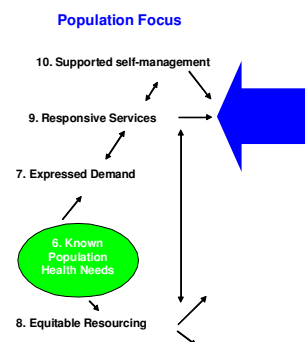 Population Focus
10. Supported self-management
9. Responsive Services
7. Expressed Demand
6. Known
Population
Health Needs
8. Equitable Resourcing